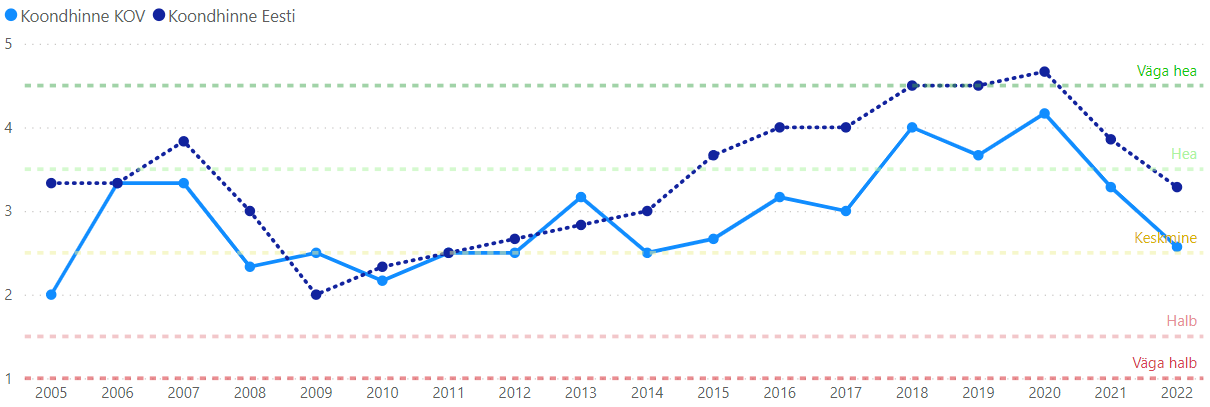 Koondhinne KOV Koondhinne Eesti
5
Väga hea
4
Hea
3
Keskmine
2
Halb
Väga halb
1
2005 2006 2007 2008 2009 2010 2011 2012 2013 2014 2015 2016 2017 2018 2019 2020 2021 2022